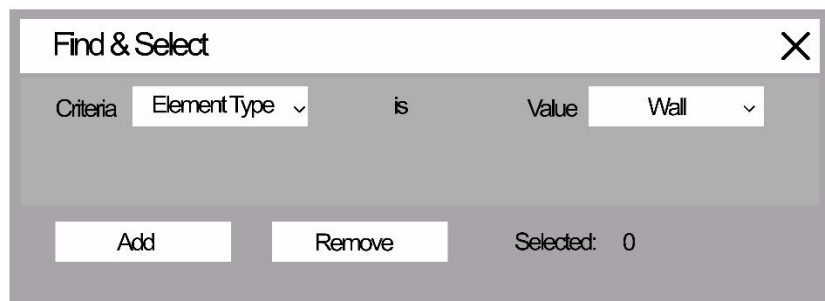 Find & Select
Criteria Element Type is Value Wall
Add Remove Selected: 0